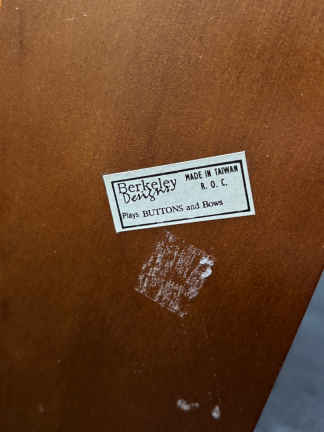 Berkeley
Designs
MADE IN TAIWAN
R. O. C.
Plays BUTTONS and Bows